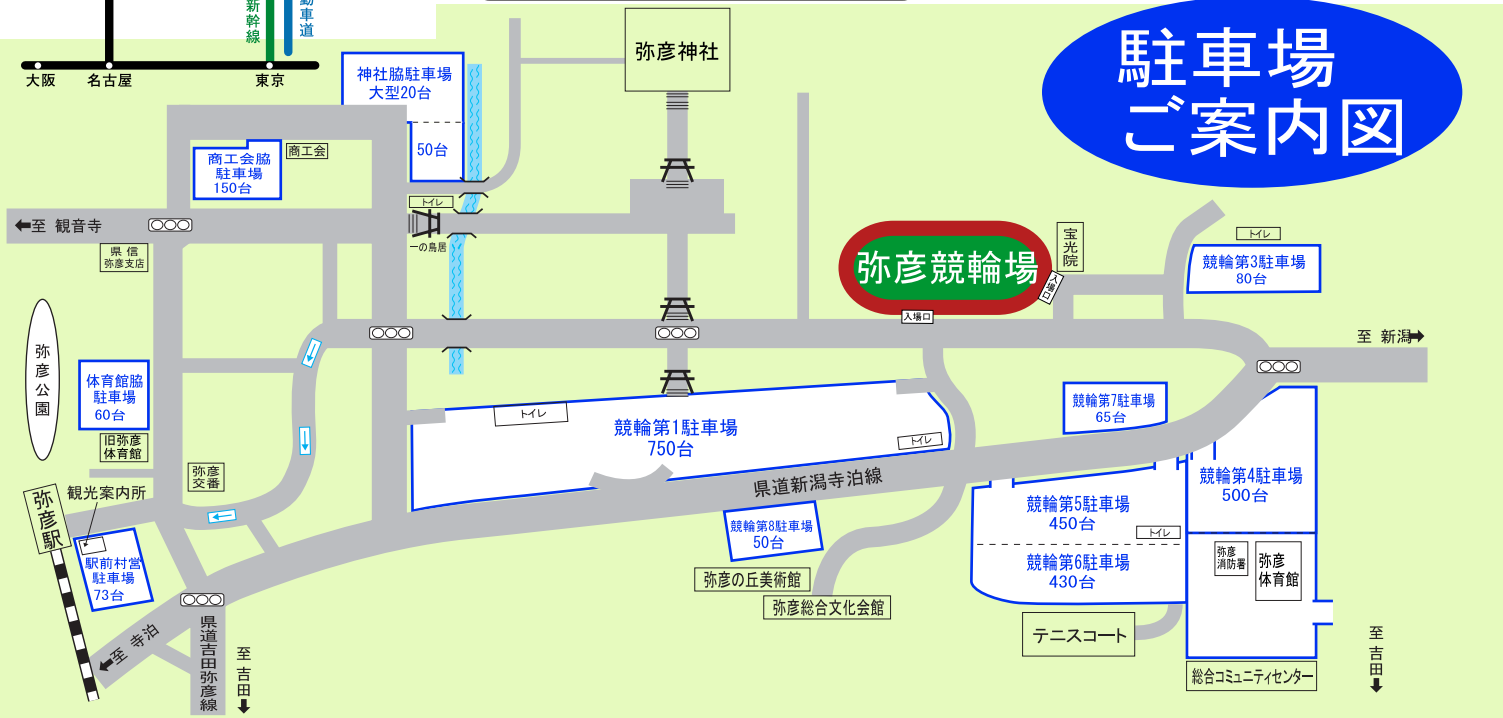 新幹線
動車道
大阪
名古屋
東京
駐車場
ご案内図
弥彦神社
神社脇駐車場
大型20台
50台
商工会脇
駐車場
150台
商工会
トイレ
一の鳥居
至 観音寺
県信
弥彦支店
弥彦競輪場
入場口
入場口
宝光院
トイレ
競輪第3駐車場
80台
至 新潟
弥彦公園
体育館脇
駐車場
60台
旧弥彦
体育館
弥彦
交番
観光案内所
弥彦駅
駅前村営
駐車場
73台
トイレ
競輪第1駐車場
750台
トイレ
県道新潟寺泊線
競輪第7駐車場
65台
競輪第4駐車場
500台
競輪第5駐車場
450台
トイレ
競輪第6駐車場
430台
競輪第8駐車場
50台
弥彦の丘美術館
弥彦総合文化会館
弥彦
消防署
弥彦
体育館
テニスコート
総合コミュニティセンター
至 寺泊
県道吉田弥彦線
至吉田
至吉田